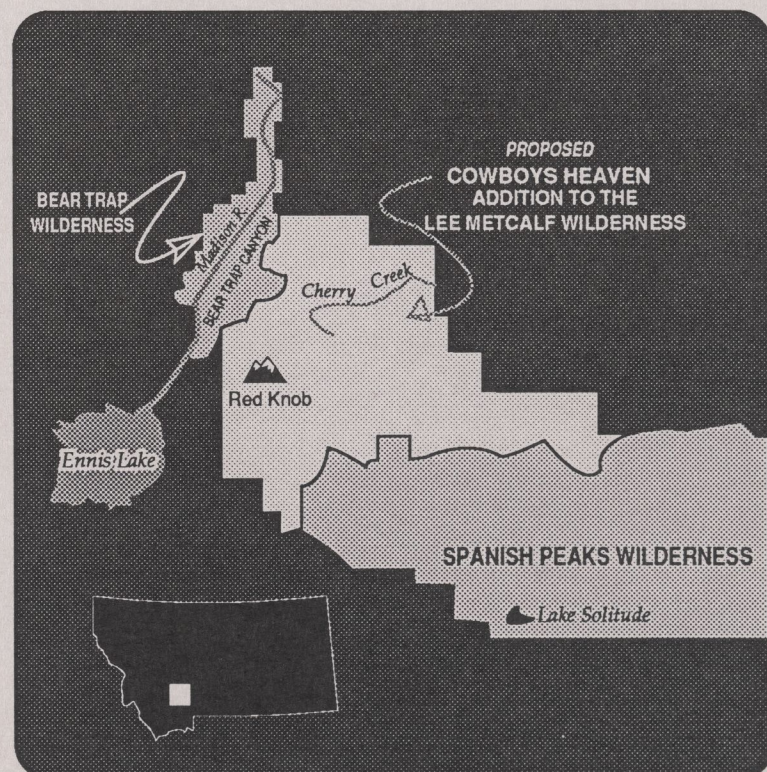 BEAR TRAP
WILDERNESS
Madison R.
BEAR TRAP CANYON
PROPOSED
COWBOYS HEAVEN
ADDITION TO THE
LEE METCALF WILDERNESS
Cherry Creek
Red Knob
Ennis Lake
SPANISH PEAKS WILDERNESS
Lake Solitude